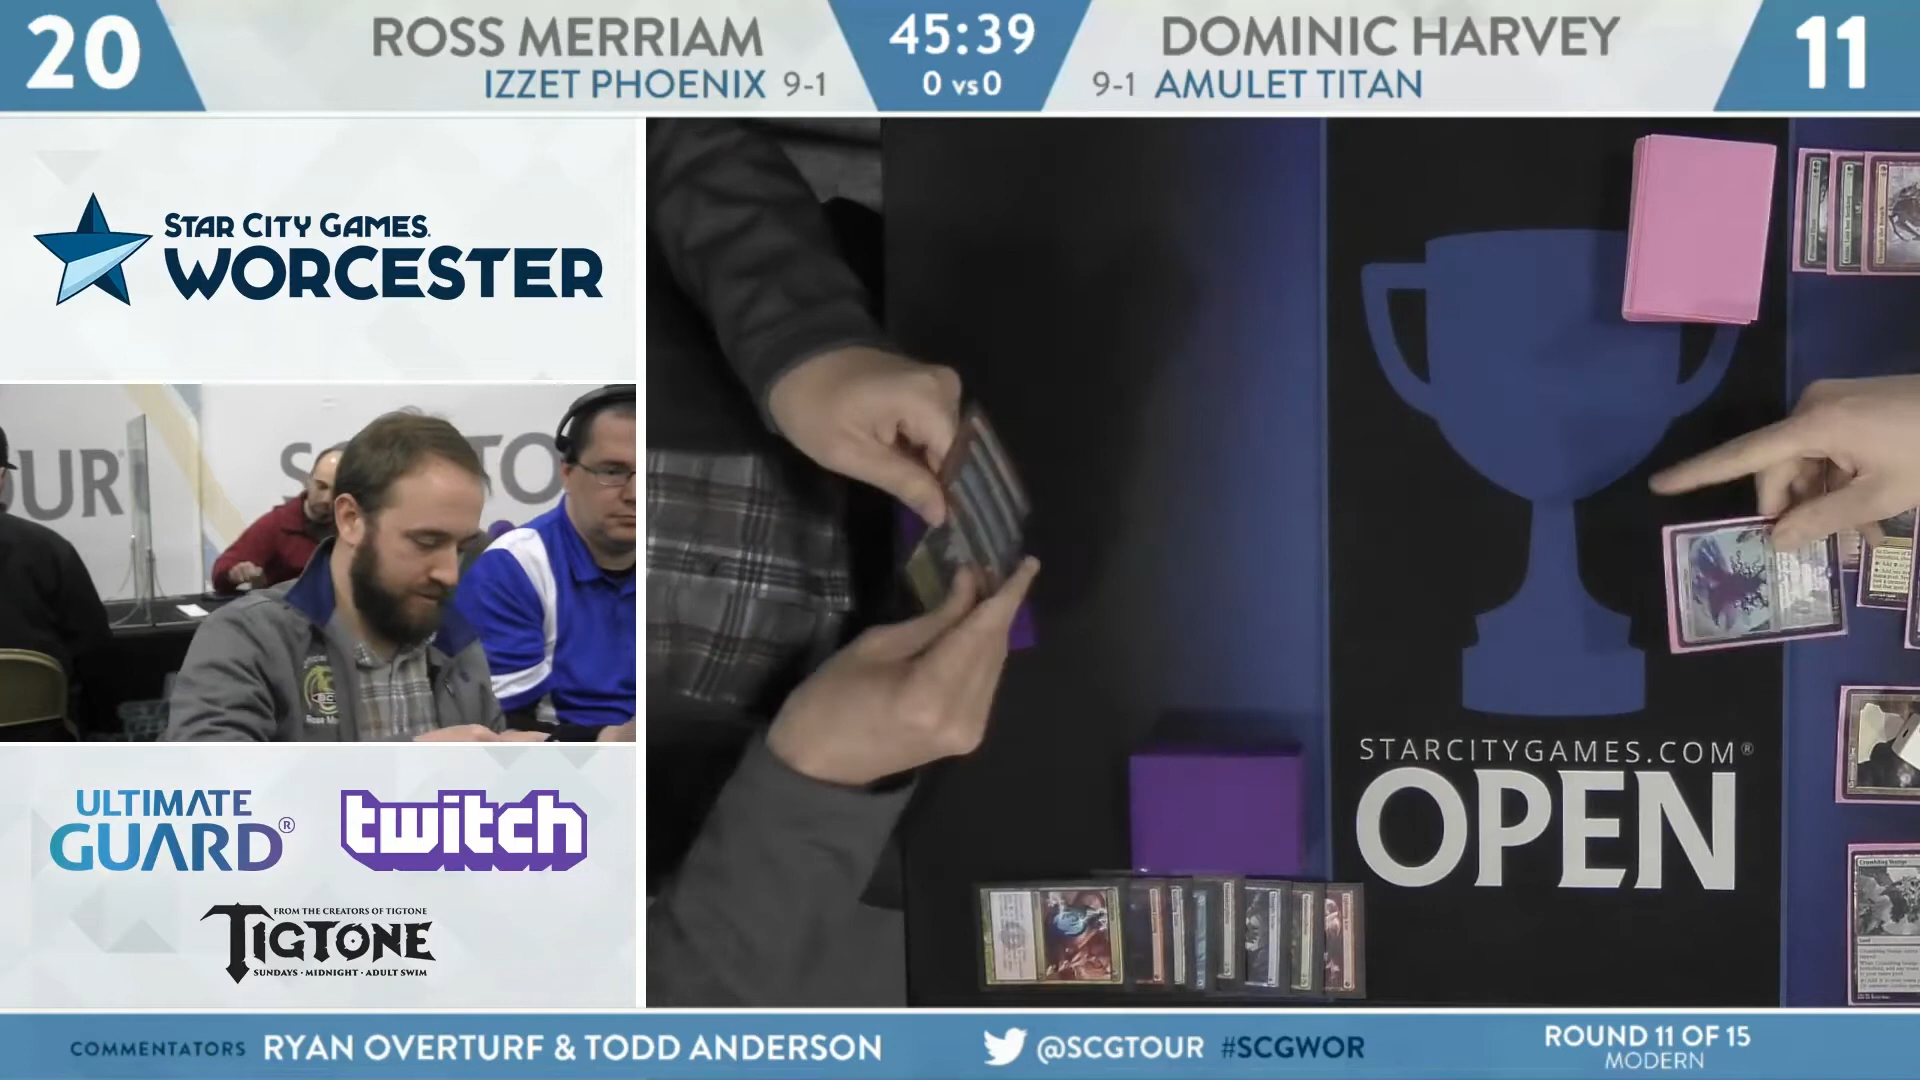 20
ROSS MERRIAM
IZZET PHOENIX 9-1
45:39
0 vs 0
DOMINIC HARVEY
9-1 AMULET TITAN
11
STAR CITY GAMES.
WORCESTER
OUR
ULTIMATE
GUARD®
twitch
FROM THE CREATORS OF TIGTONE
TIGTONE
SUNDAYS · MIDNIGHT · ADULT SWIM
STARCITYGAMES.COM®
OPEN
COMMENTATORS RYAN OVERTURF & TODD ANDERSON
@SCGTOUR #SCGWOR
ROUND 11 OF 15
MODERN